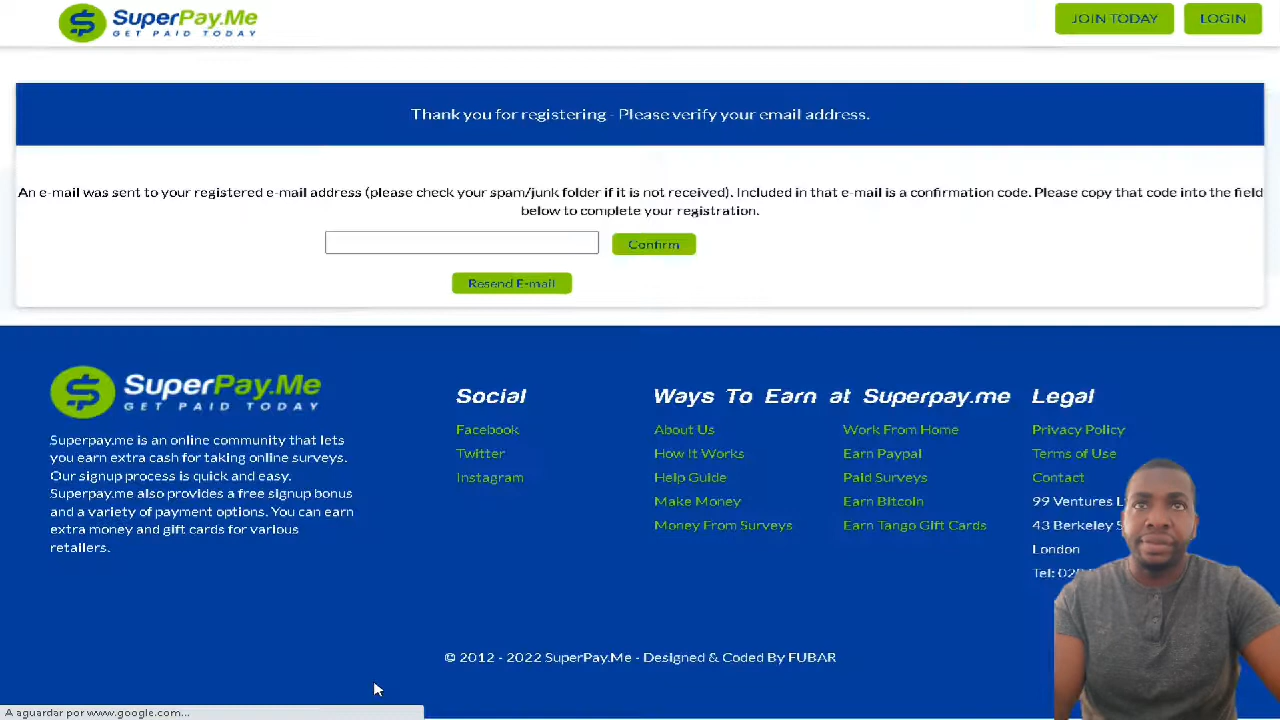 SuperPay.Me
GET PAID TODAY
JOIN TODAY
LOGIN
Thank you for registering - Please verify your email address.
An e-mail was sent to your registered e-mail address (please check your spam/junk folder if it is not received). Included in that e-mail is a confirmation code. Please copy that code into the field
below to complete your registration.
Confirm
Resend E-mail
SuperPay.Me
GET PAID TODAY
Superpay.me is an online community that lets
you earn extra cash for taking online surveys.
Our signup process is quick and easy.
Superpay.me also provides a free signup bonus
and a variety of payment options. You can earn
extra money and gift cards for various
retailers.
Social
Facebook
Twitter
Instagram
Ways To Earn at Superpay.me
About Us
How It Works
Help Guide
Make Money
Money From Surveys
Work From Home
Earn Paypal
Paid Surveys
Earn Bitcoin
Earn Tango Gift Cards
Legal
Privacy Policy
Terms of Use
Contact
99 Ventures
43 Berkeley
London
Tel:
© 2012 - 2022 SuperPay.Me - Designed & Coded By FUBAR
A aguardar por www.google.com...